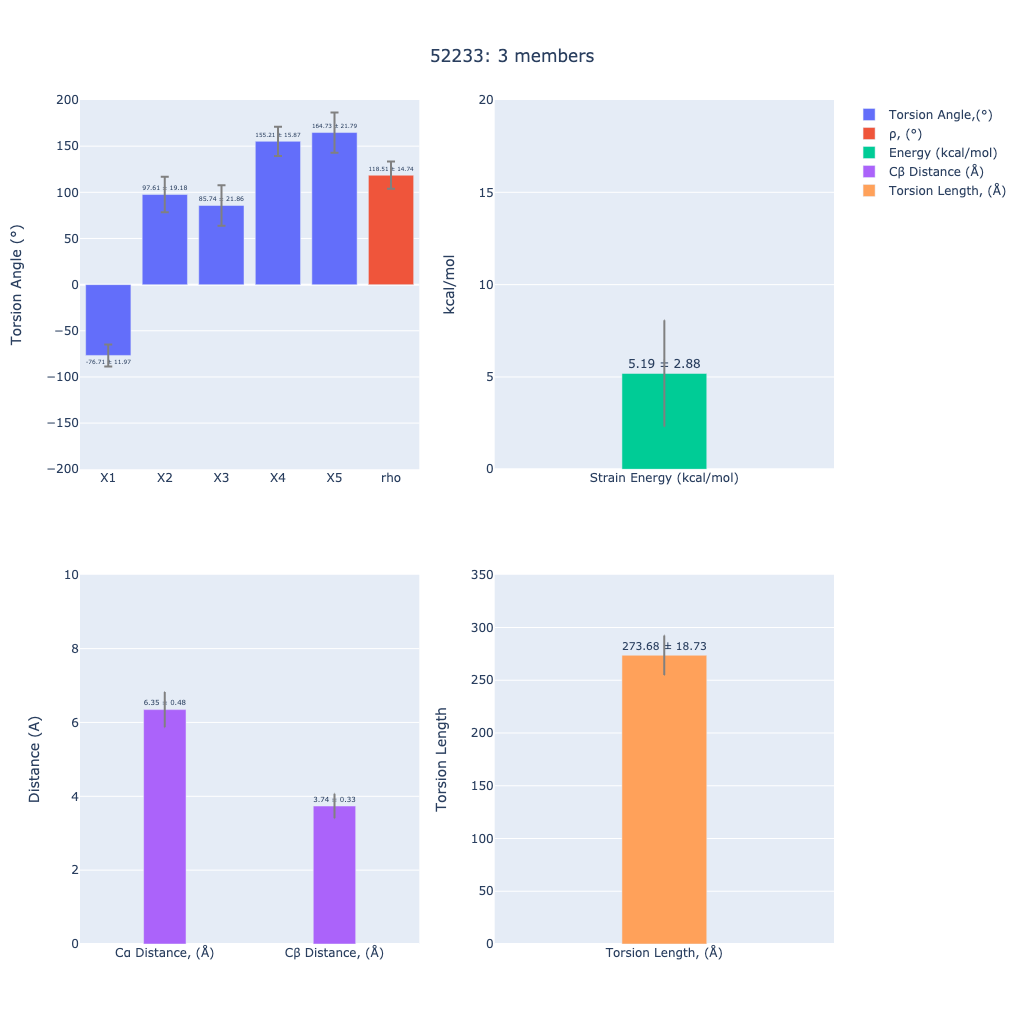 52233: 3 members
Torsion Angle (°)
200
150
100
50
0
−50
−100
−150
−200
-76.71 ± 11.97
97.61 ± 19.18
85.74 ± 21.86
155.21 ± 15.87
164.73 ± 21.79
118.51 ± 14.74
X1 X2 X3 X4 X5 rho
kcal/mol
20
15
10
5
0
5.19 ± 2.88
Strain Energy (kcal/mol)
Torsion Angle,(°)
ρ, (°)
Energy (kcal/mol)
Cβ Distance (Å)
Torsion Length, (Å)
Distance (A)
10
8
6
4
2
0
6.35 ± 0.48
3.74 ± 0.33
Cα Distance, (Å) Cβ Distance, (Å)
Torsion Length
350
300
250
200
150
100
50
0
273.68 ± 18.73
Torsion Length, (Å)